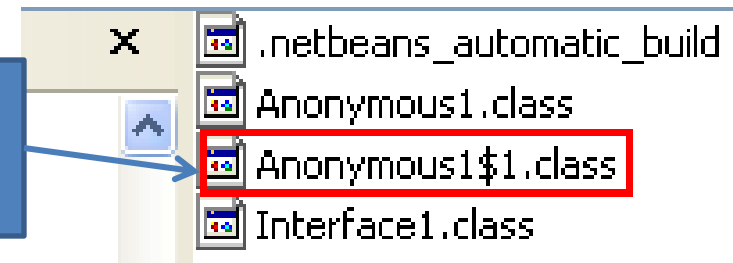 .netbeans_automatic_build
Anonymous1.class
Anonymous1$1.class
Interface1.class